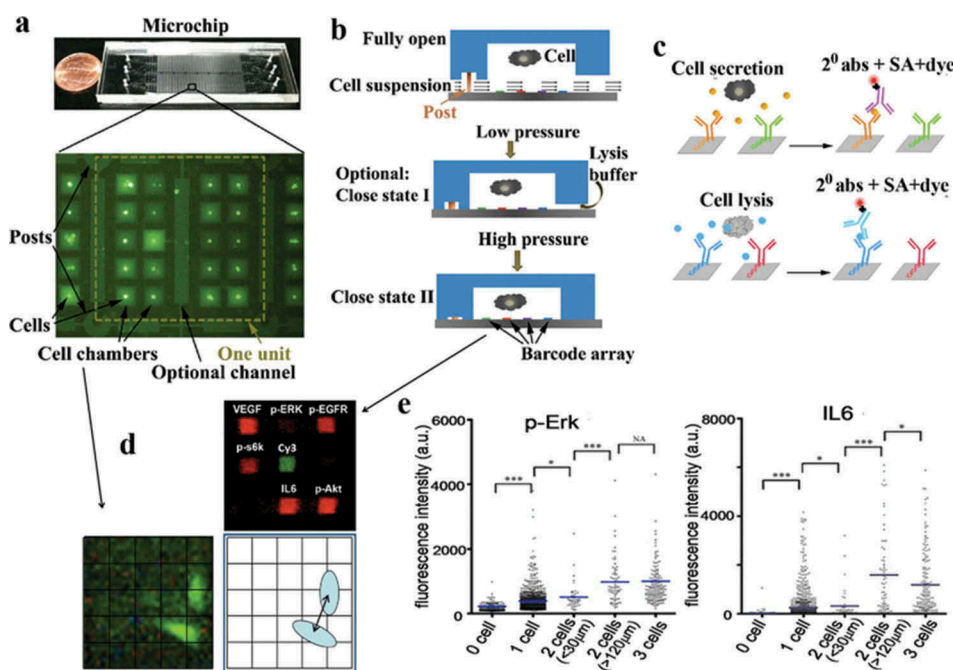 a
Microchip
Posts
Cells
Cell chambers
One unit
Optional channel
b
Fully open
Cell
Cell suspension
Post
Low pressure
Optional:
Close state I
Lysis
buffer
High pressure
Close state II
Barcode array
c
Cell secretion
2⁰ abs + SA+dye
Cell lysis
2⁰ abs + SA+dye
d
VEGF p-ERK p-EGFR
p-s6k Cy3
IL6 p-Akt
e
p-Erk
fluorescence intensity (a.u.)
6000
4000
2000
0
***
*
***
NA
0 cell
1 cell
2 cells
(<30μm)
2 cells
(>120μm)
3 cells
IL6
fluorescence intensity (a.u.)
8000
4000
0
***
*
***
*
0 cell
1 cell
2 cells
(<30μm)
2 cells
(>120μm)
3 cells